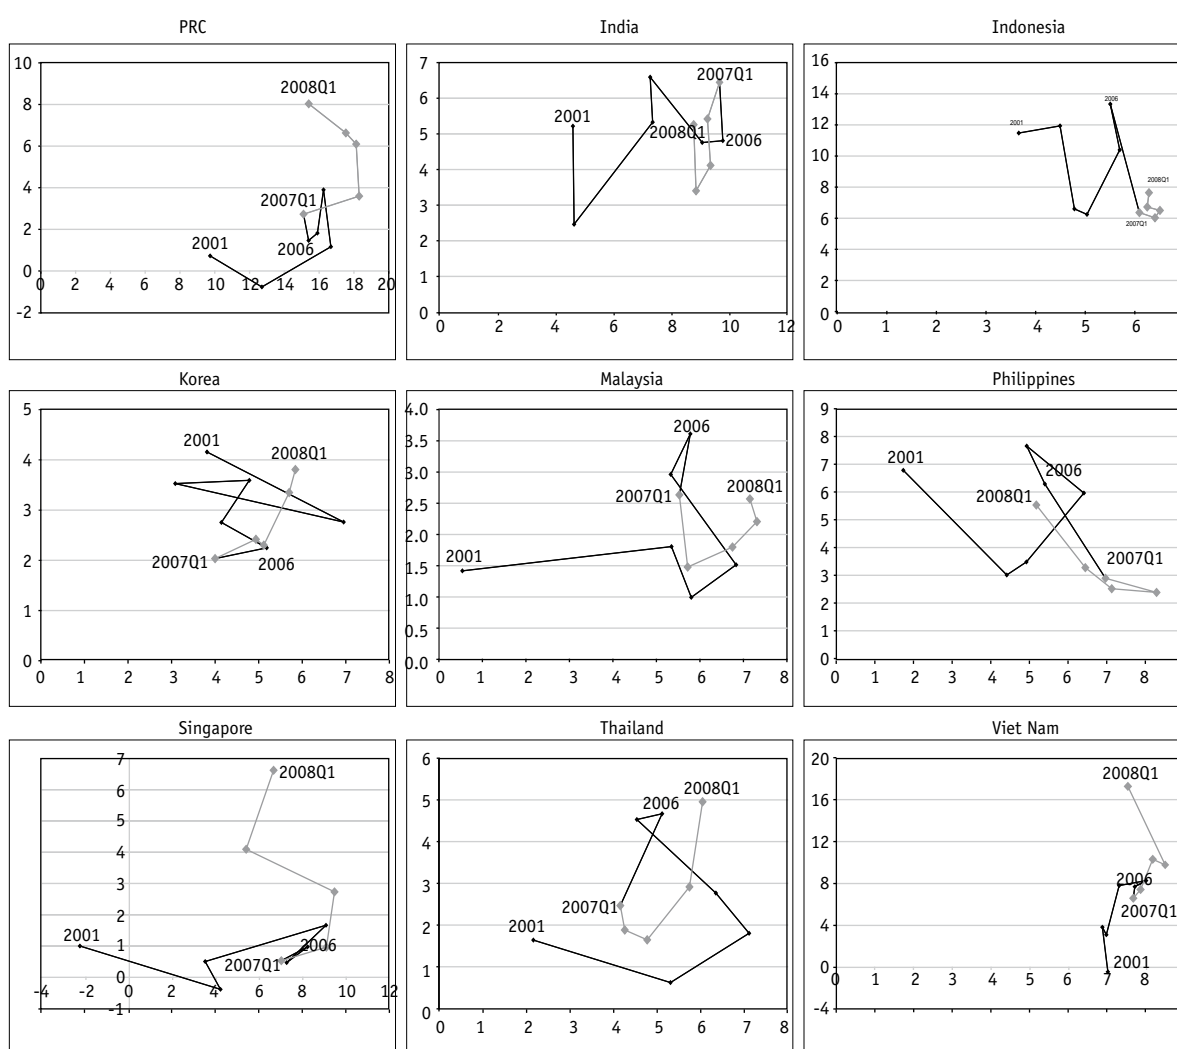 PRC
10
8
6
4
2
0
-2
0 2 4 6 8 10 12 14 16 18 20
2008Q1
2007Q1
2001
2006
India
7
6
5
4
3
2
1
0
0 2 4 6 8 10 12
2007Q1
2001
2008Q1
2006
Indonesia
16
14
12
10
8
6
4
2
0
0 1 2 3 4 5 6
2006
2001
2008Q1
2007Q1
Korea
5
4
3
2
1
0
0 1 2 3 4 5 6 7 8
2001
2008Q1
2007Q1
2006
Malaysia
4.0
3.5
3.0
2.5
2.0
1.5
1.0
0.5
0.0
0 1 2 3 4 5 6 7 8
2006
2007Q1
2008Q1
2001
Philippines
9
8
7
6
5
4
3
2
1
0
0 1 2 3 4 5 6 7 8
2001
2006
2008Q1
2007Q1
Singapore
7
6
5
4
3
2
1
0
-1
-4 -2 0 2 4 6 8 10 12
2008Q1
2001
2006
2007Q1
Thailand
6
5
4
3
2
1
0
0 1 2 3 4 5 6 7 8
2008Q1
2006
2007Q1
2001
Viet Nam
20
16
12
8
4
0
-4
0 1 2 3 4 5 6 7 8
2008Q1
2006
2007Q1
2001